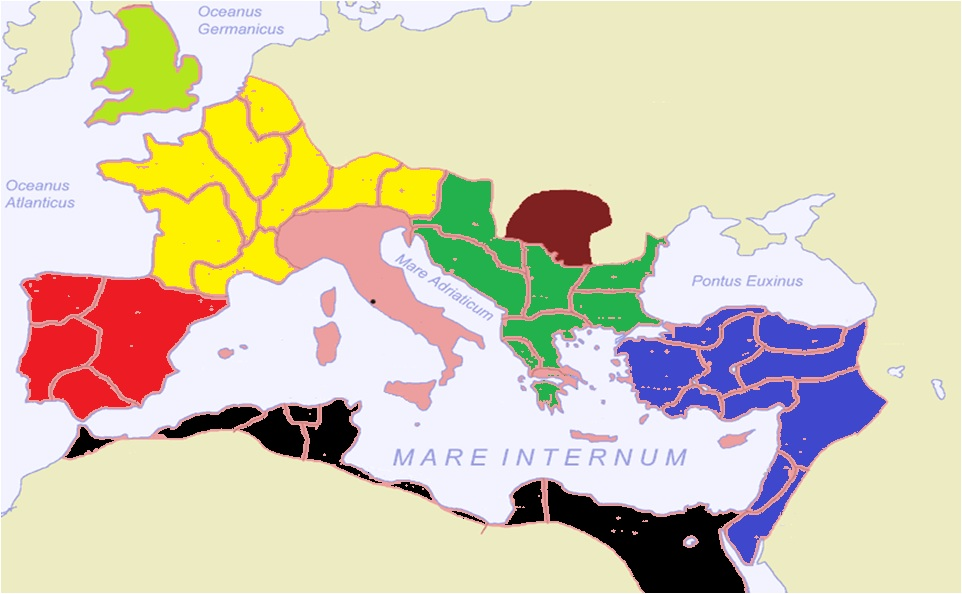 Oceanus
Germanicus
Oceanus
Atlanticus
Mare Adriaticum
Pontus Euxinus
MARE INTERNUM